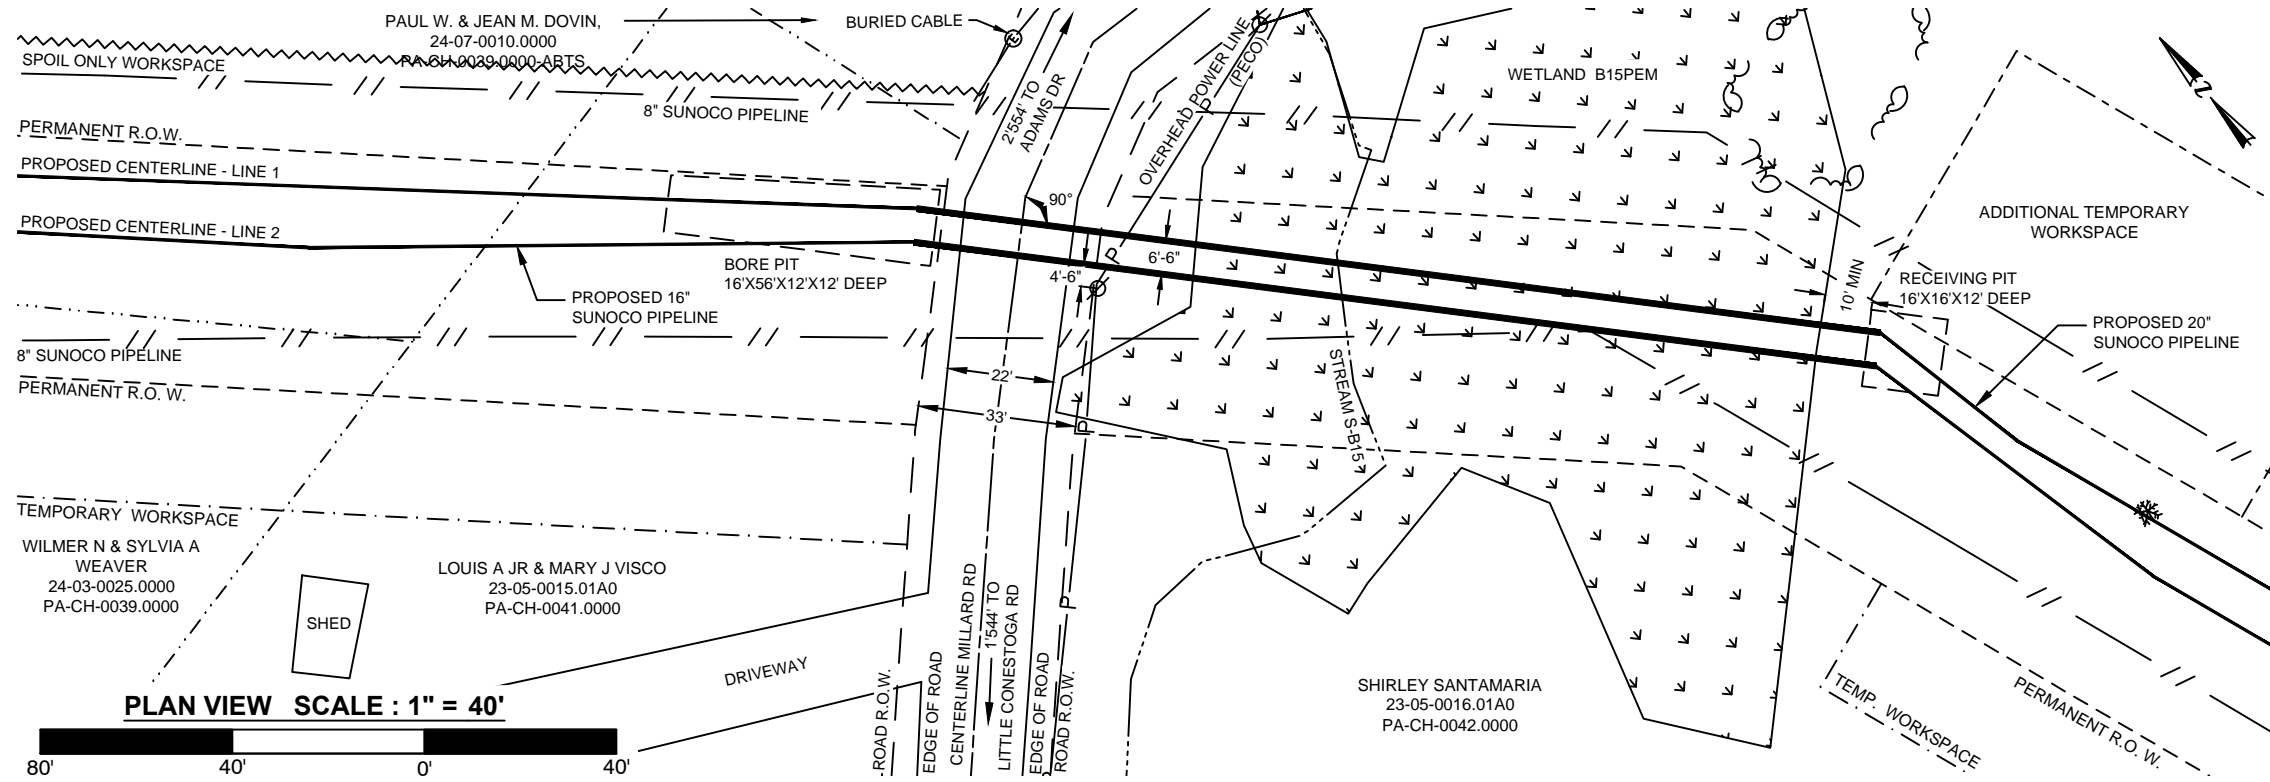 PAUL W. & JEAN M. DOVIN,
24-07-0010.0000
PA-CH-0039.0000-ABTS
BURIED CABLE
E
SPOIL ONLY WORKSPACE
8" SUNOCO PIPELINE
PERMANENT R.O.W.
PROPOSED CENTERLINE - LINE 1
PROPOSED CENTERLINE - LINE 2
2'554' TO
ADAMS DR
OVERHEAD POWER LINE
(PECO)
P
WETLAND B15PEM
N
ADDITIONAL TEMPORARY
WORKSPACE
90°
6'-6"
4'-6"
P
BORE PIT
16'X56'X12'X12' DEEP
PROPOSED 16"
SUNOCO PIPELINE
10' MIN
RECEIVING PIT
16'X16'X12' DEEP
PROPOSED 20"
SUNOCO PIPELINE
8" SUNOCO PIPELINE
PERMANENT R.O. W.
22'
33'
P
STREAM S-B15
TEMPORARY WORKSPACE
WILMER N & SYLVIA A
WEAVER
24-03-0025.0000
PA-CH-0039.0000
LOUIS A JR & MARY J VISCO
23-05-0015.01A0
PA-CH-0041.0000
SHED
DRIVEWAY
ROAD R.O.W.
EDGE OF ROAD
CENTERLINE MILLARD RD
1'544' TO
LITTLE CONESTOGA RD
EDGE OF ROAD
ROAD R.O.W.
P
P
SHIRLEY SANTAMARIA
23-05-0016.01A0
PA-CH-0042.0000
TEMP. WORKSPACE
PERMANENT R.O. W.
PLAN VIEW SCALE : 1" = 40'
80' 40' 0' 40'